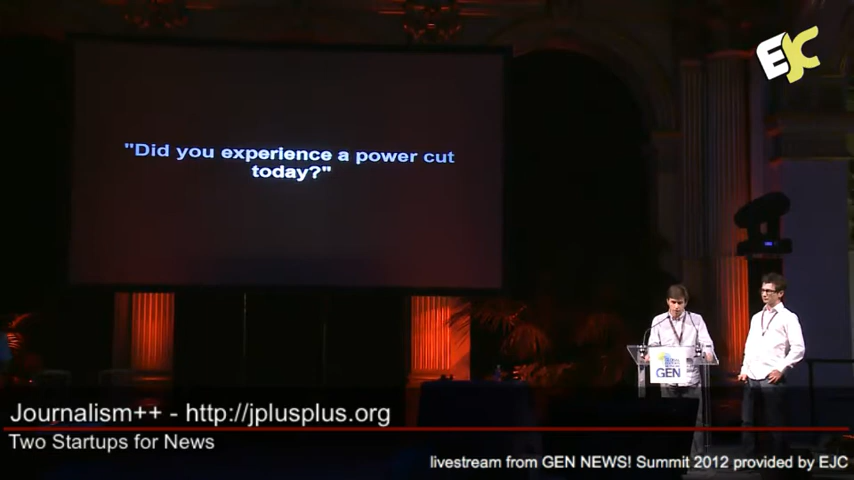 EJC
"Did you experience a power cut
today?"
GEN
Journalism++ - http://jplusplus.org
Two Startups for News
livestream from GEN NEWS! Summit 2012 provided by EJC